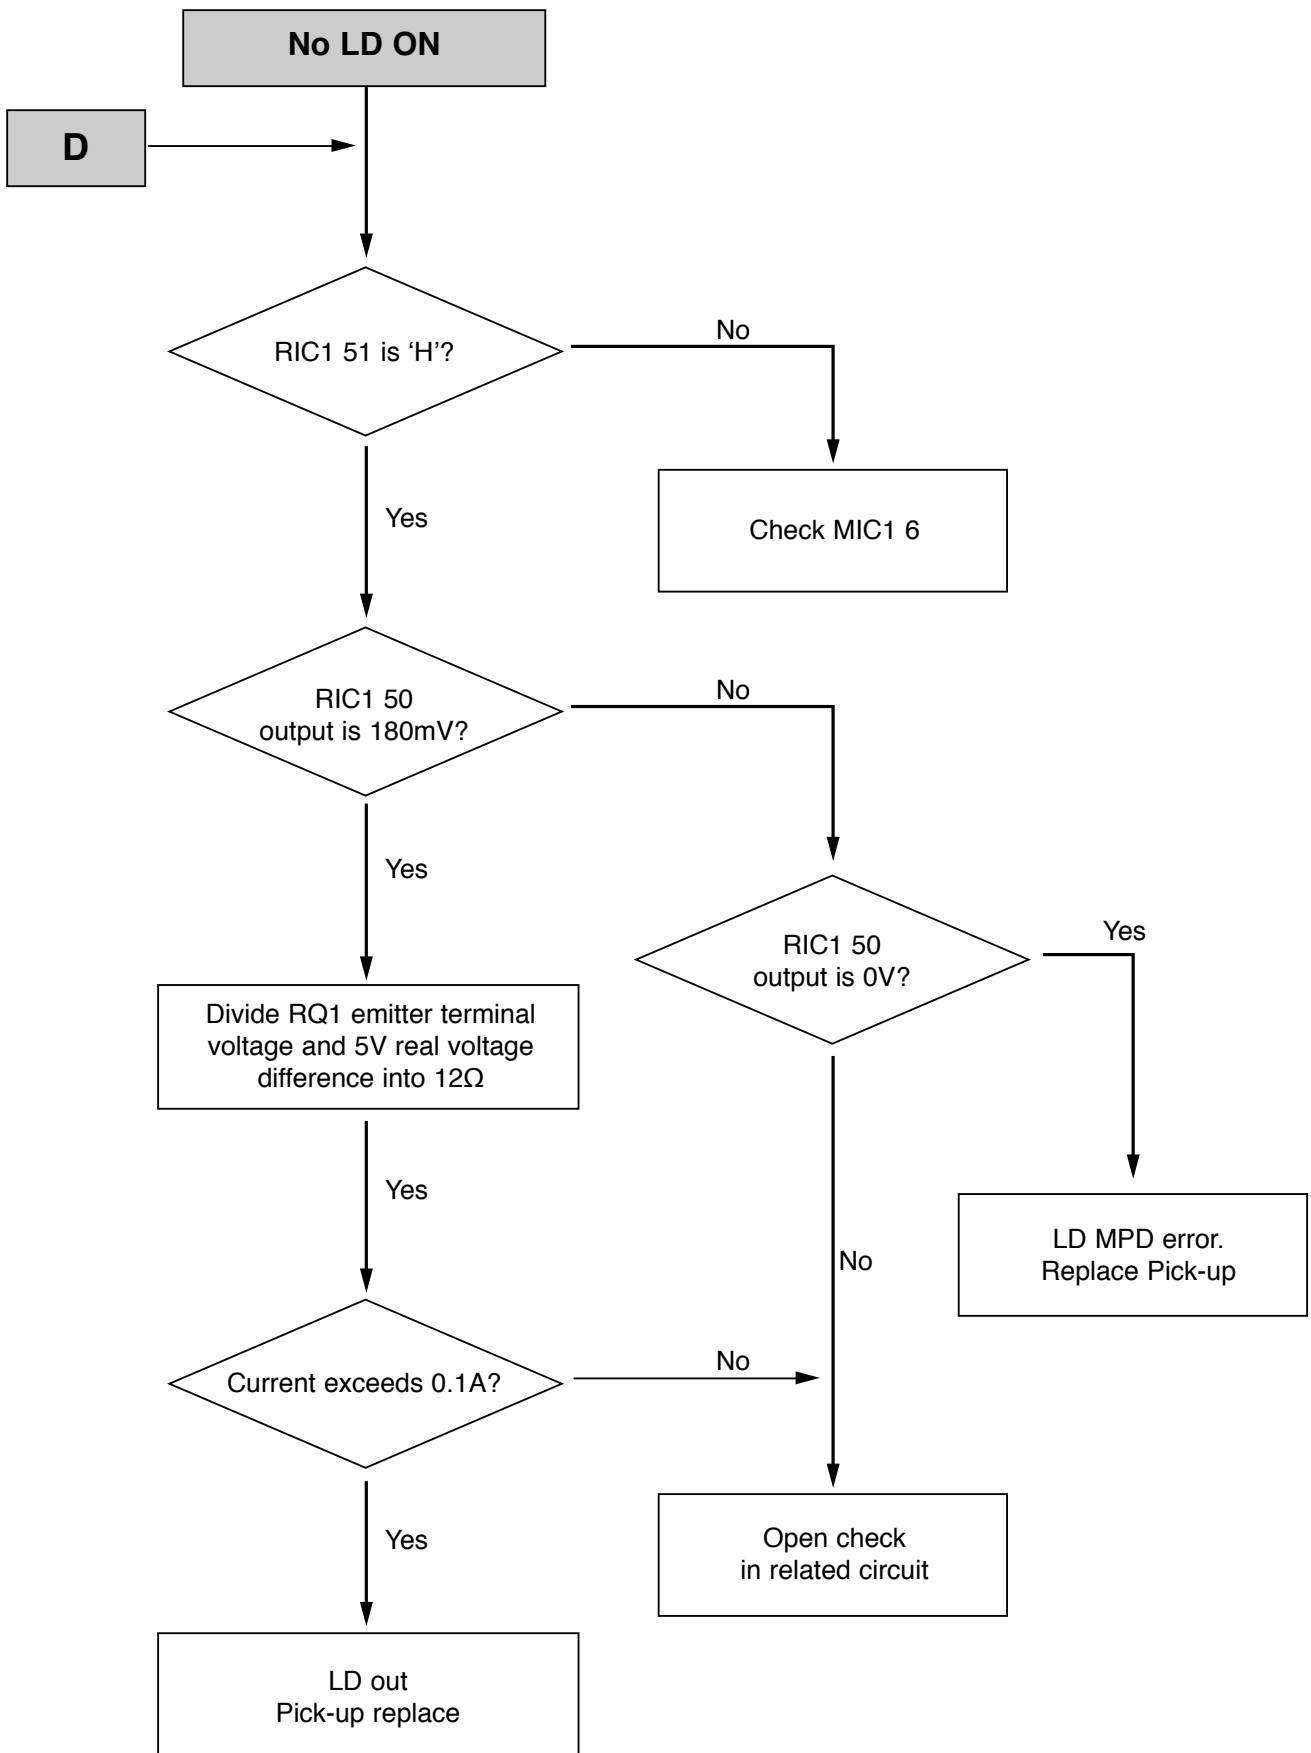 No LD ON
D
RIC1 51 is ‘H’?
No
Check MIC1 6
Yes
RIC1 50
output is 180mV?
No
Yes
RIC1 50
output is 0V?
Yes
Divide RQ1 emitter terminal
voltage and 5V real voltage
difference into 12Ω
Yes
LD MPD error.
Replace Pick-up
No
Current exceeds 0.1A?
No
Yes
Open check
in related circuit
LD out
Pick-up replace